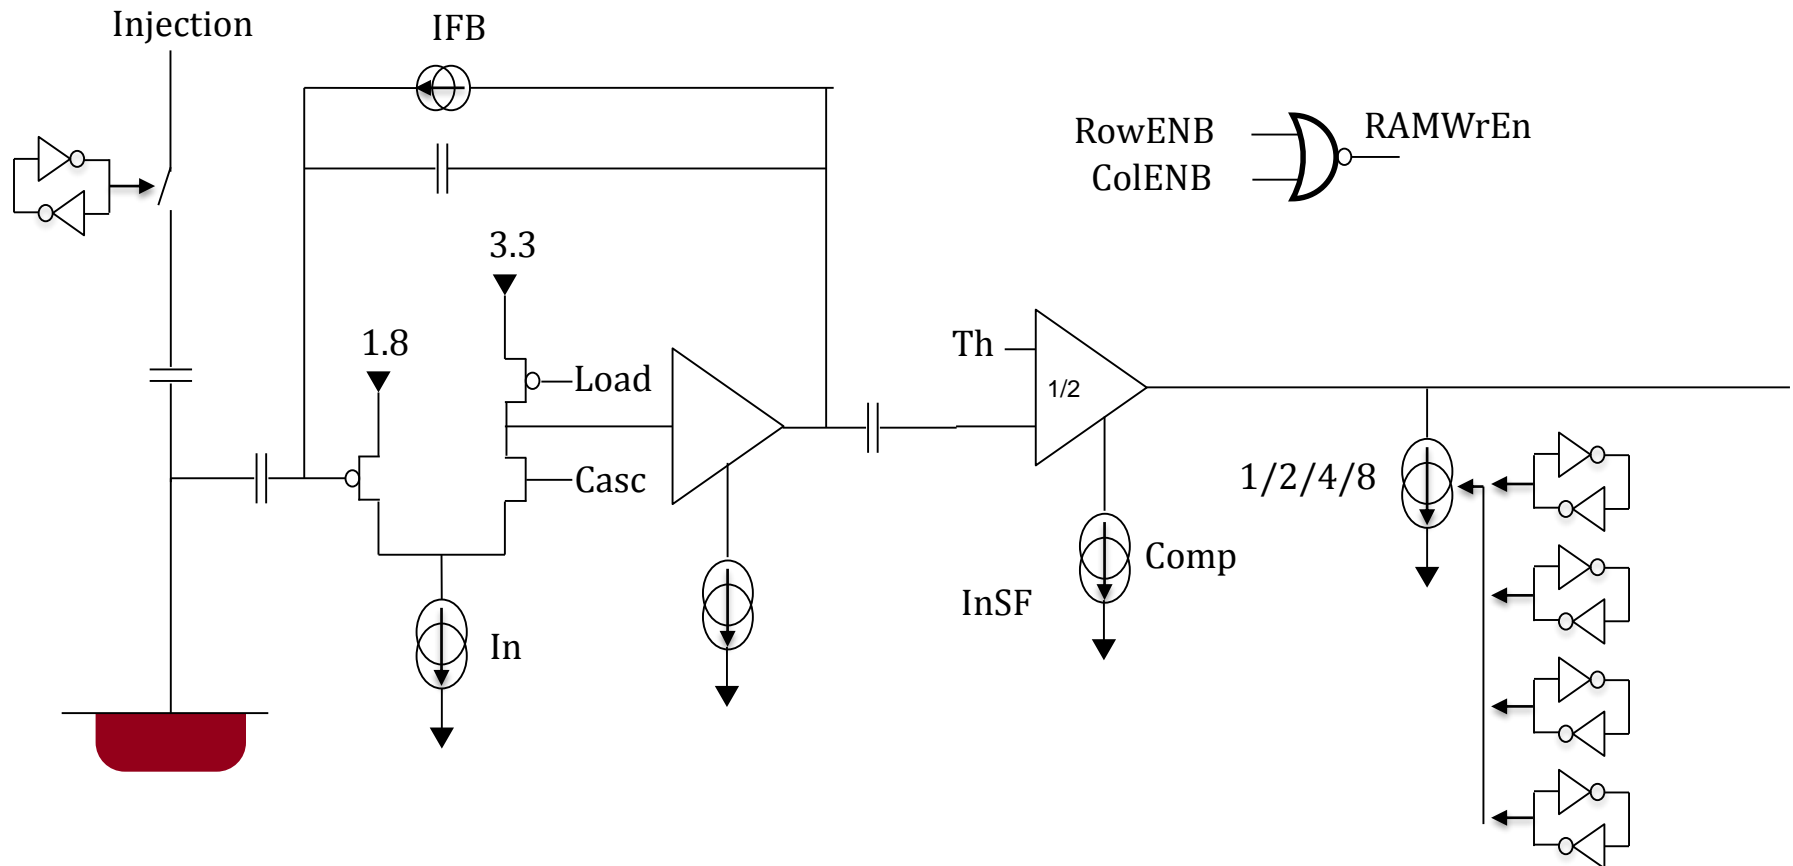 Injection
IFB
RowENB
RAMWrEn
ColENB
3.3
1.8
Th
Load
1/2
Casc
1/2/4/8
Comp
InSF
In